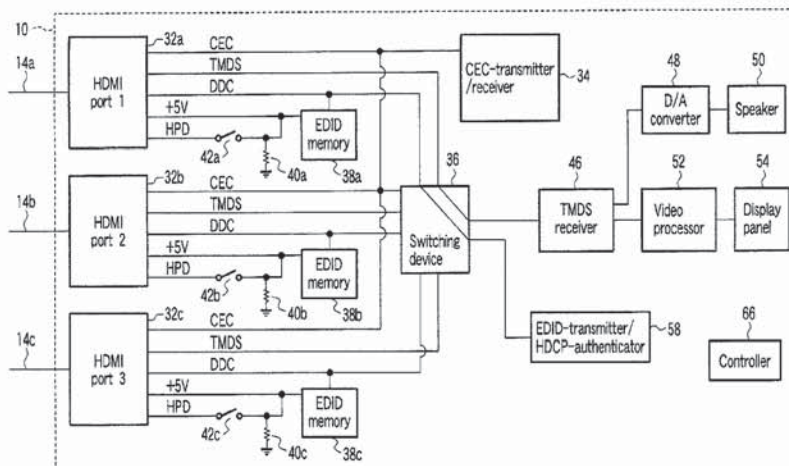 10
14a
32a
HDMI
port 1
CEC
TMDS
DDC
+5V
HPD
42a
40a
EDID
memory
38a
CEC-transmitter
/receiver
34
48
D/A
converter
50
Speaker
14b
32b
HDMI
port 2
CEC
TMDS
DDC
+5V
HPD
42b
40b
EDID
memory
38b
36
Switching
device
46
TMDS
receiver
52
Video
processor
54
Display
panel
14c
32c
HDMI
port 3
CEC
TMDS
DDC
+5V
HPD
42c
40c
EDID
memory
38c
EDID-transmitter/
HDCP-authenticator
58
66
Controller